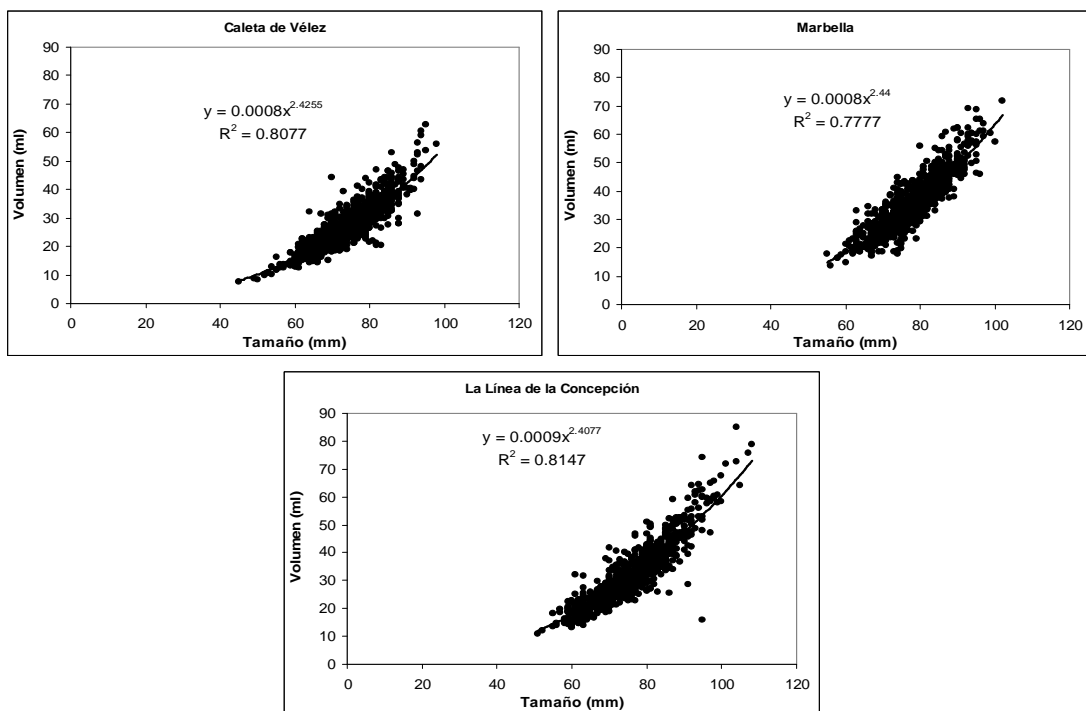 Caleta de Vélez
90
80
70
60
50
40
30
20
10
0
Volumen (ml)
y = 0.0008x^2.4255
R² = 0.8077
0 20 40 60 80 100 120
Tamaño (mm)
Marbella
90
80
70
60
50
40
30
20
10
0
Volumen (ml)
y = 0.0008x^2.44
R² = 0.7777
0 20 40 60 80 100 120
Tamaño (mm)
La Línea de la Concepción
90
80
70
60
50
40
30
20
10
0
Volumen (ml)
y = 0.0009x^2.4077
R² = 0.8147
0 20 40 60 80 100 120
Tamaño (mm)